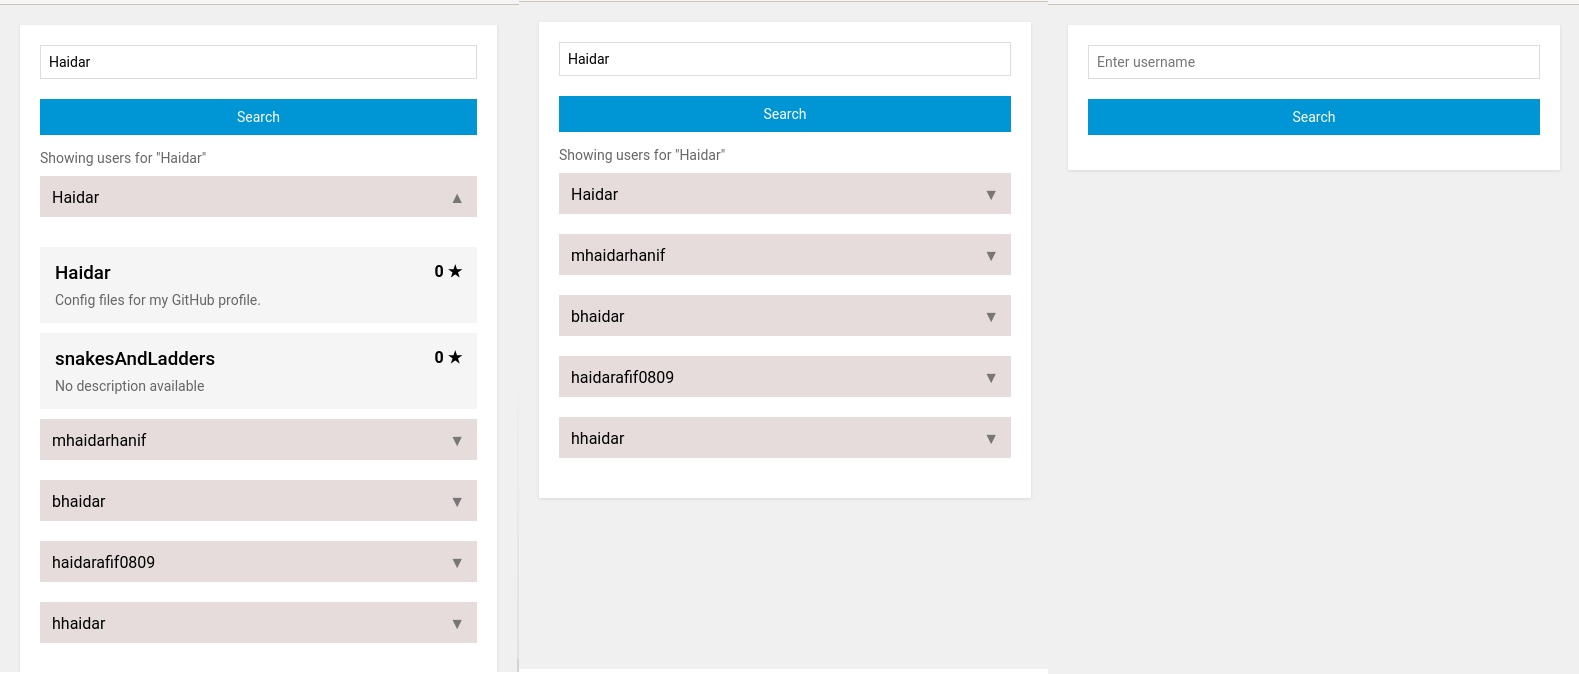 Haidar
Search
Showing users for "Haidar"
Haidar ▲
Haidar 0 ★
Config files for my GitHub profile.
snakesAndLadders 0 ★
No description available
mhaidarhanif ▼
bhaidar ▼
haidarafif0809 ▼
hhaidar ▼
Haidar
Search
Showing users for "Haidar"
Haidar ▼
mhaidarhanif ▼
bhaidar ▼
haidarafif0809 ▼
hhaidar ▼
Enter username
Search